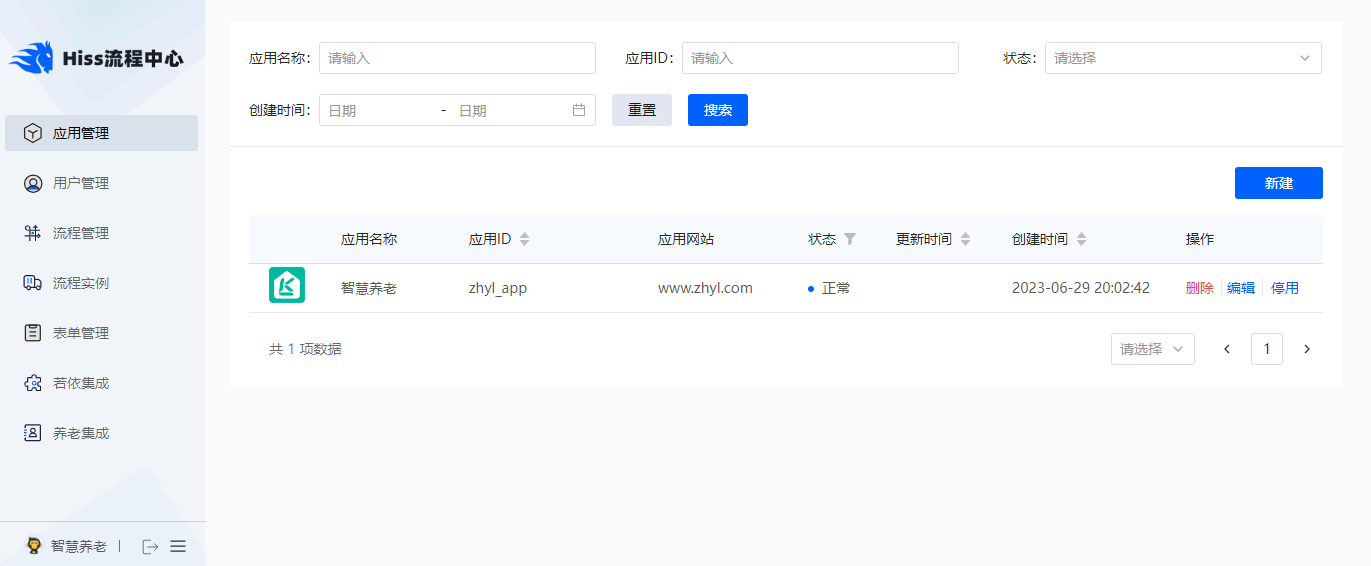 Hiss流程中心
应用管理
用户管理
流程管理
流程实例
表单管理
若依集成
养老集成
智慧养老
应用名称: 请输入 应用ID: 请输入 状态: 请选择
创建时间: 日期 - 日期 重置 搜索
新建
应用名称 应用ID 应用网站 状态 更新时间 创建时间 操作
智慧养老 zhyl_app www.zhyl.com 正常 2023-06-29 20:02:42 删除 编辑 停用
共 1 项数据 请选择 1